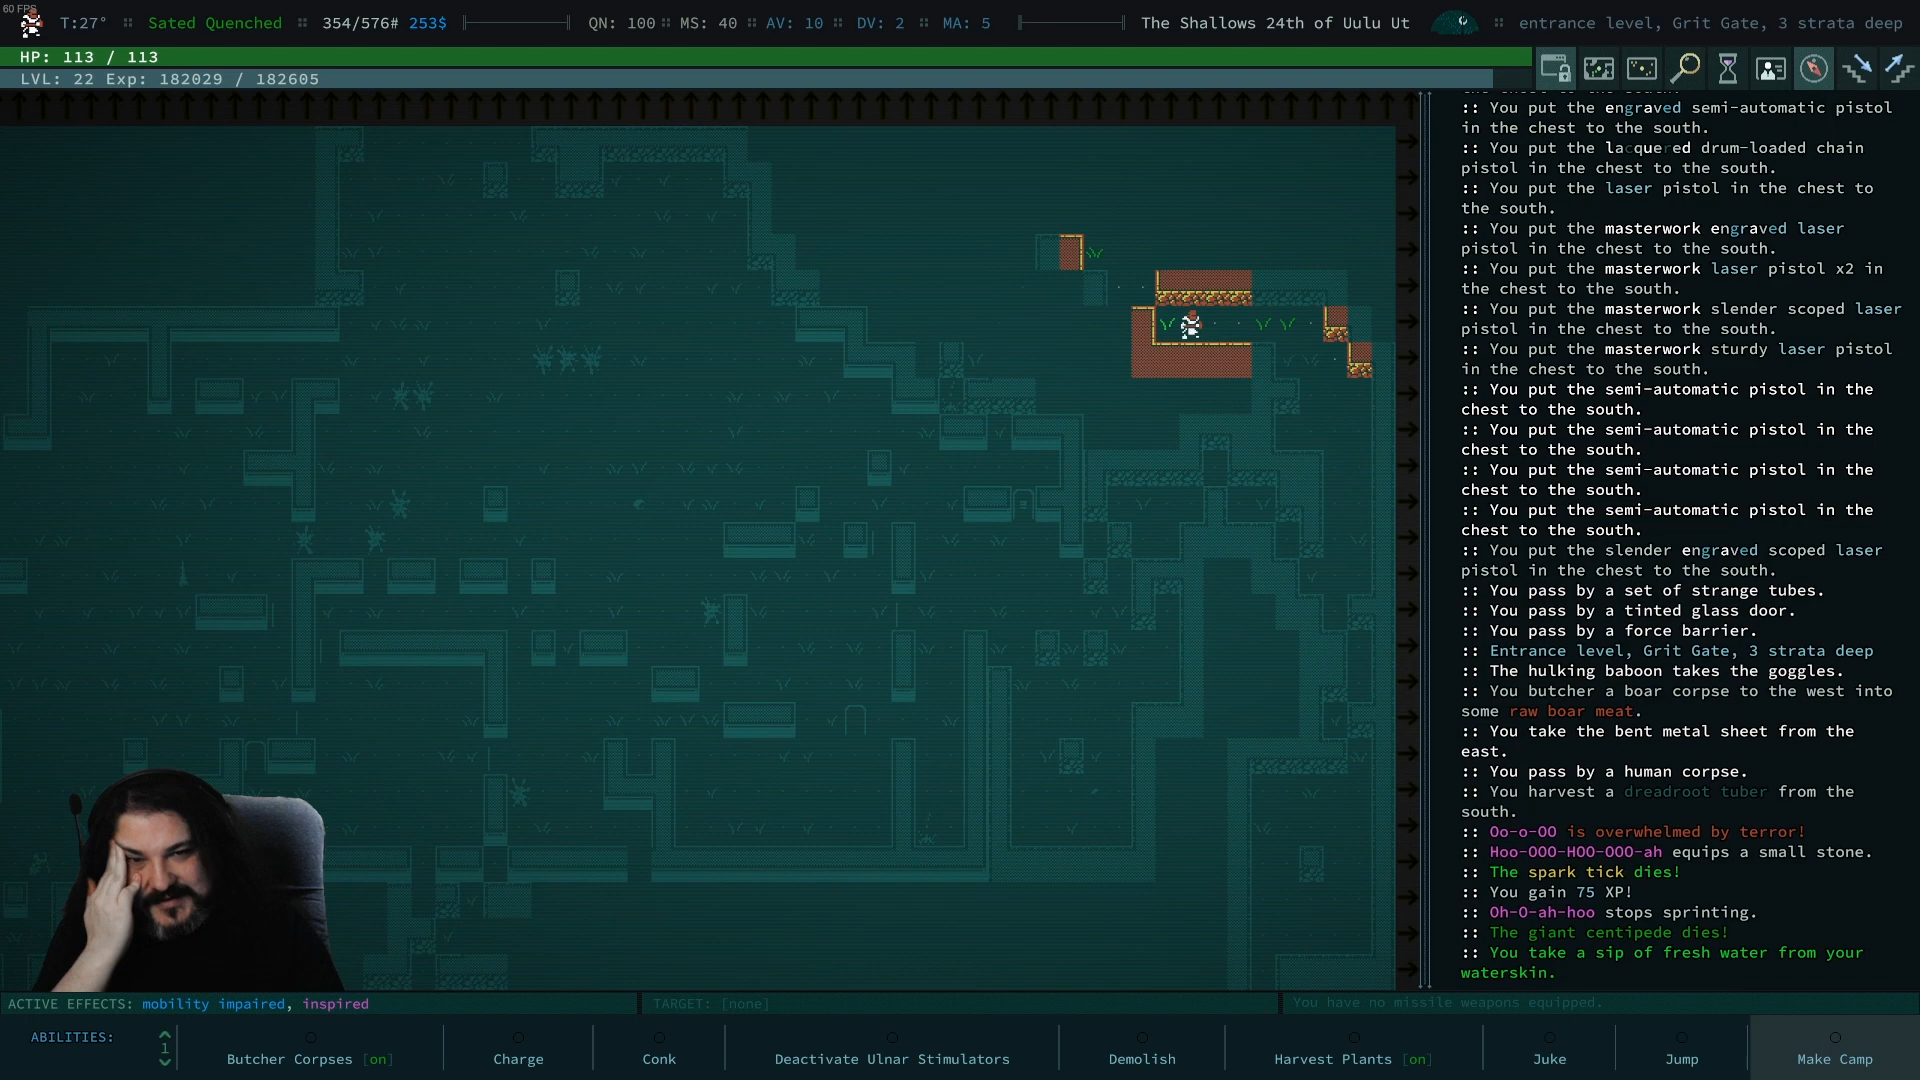 60 FPS
T:27° :: Sated Quenched :: 354/576# 253$ QN: 100 :: MS: 40 :: AV: 10 :: DV: 2 :: MA: 5 The Shallows 24th of Uulu Ut :: entrance level, Grit Gate, 3 strata deep
HP: 113 / 113
LVL: 22 Exp: 182029 / 182605
:: You put the engraved semi-automatic pistol
in the chest to the south.
:: You put the lacquered drum-loaded chain
pistol in the chest to the south.
:: You put the laser pistol in the chest to
the south.
:: You put the masterwork engraved laser
pistol in the chest to the south.
:: You put the masterwork laser pistol x2 in
the chest to the south.
:: You put the masterwork slender scoped laser
pistol in the chest to the south.
:: You put the masterwork sturdy laser pistol
in the chest to the south.
:: You put the semi-automatic pistol in the
chest to the south.
:: You put the semi-automatic pistol in the
chest to the south.
:: You put the semi-automatic pistol in the
chest to the south.
:: You put the semi-automatic pistol in the
chest to the south.
:: You put the slender engraved scoped laser
pistol in the chest to the south.
:: You pass by a set of strange tubes.
:: You pass by a tinted glass door.
:: You pass by a force barrier.
:: Entrance level, Grit Gate, 3 strata deep
:: The hulking baboon takes the goggles.
:: You butcher a boar corpse to the west into
some raw boar meat.
:: You take the bent metal sheet from the
east.
:: You pass by a human corpse.
:: You harvest a dreadroot tuber from the
south.
:: Oo-o-OO is overwhelmed by terror!
:: Hoo-OOO-HOO-OOO-ah equips a small stone.
:: The spark tick dies!
:: You gain 75 XP!
:: Oh-O-ah-hoo stops sprinting.
:: The giant centipede dies!
:: You take a sip of fresh water from your
waterskin.
ACTIVE EFFECTS: mobility impaired, inspired
TARGET: [none]
You have no missile weapons equipped.
ABILITIES:
1
Butcher Corpses [on]
Charge
Conk
Deactivate Ulnar Stimulators
Demolish
Harvest Plants [on]
Juke
Jump
Make Camp